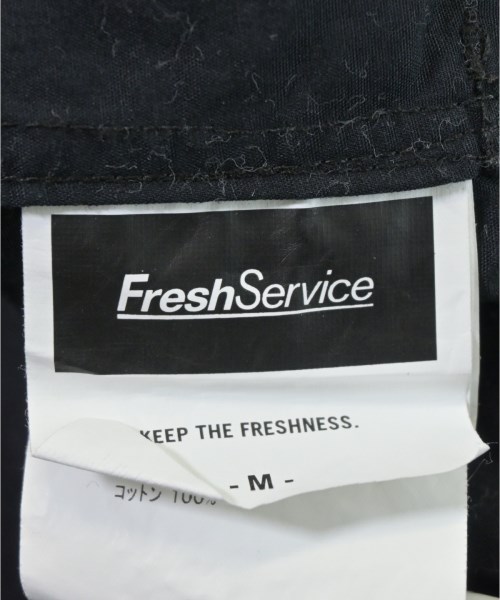 FreshService
KEEP THE FRESHNESS.
- M -
コットン 100%